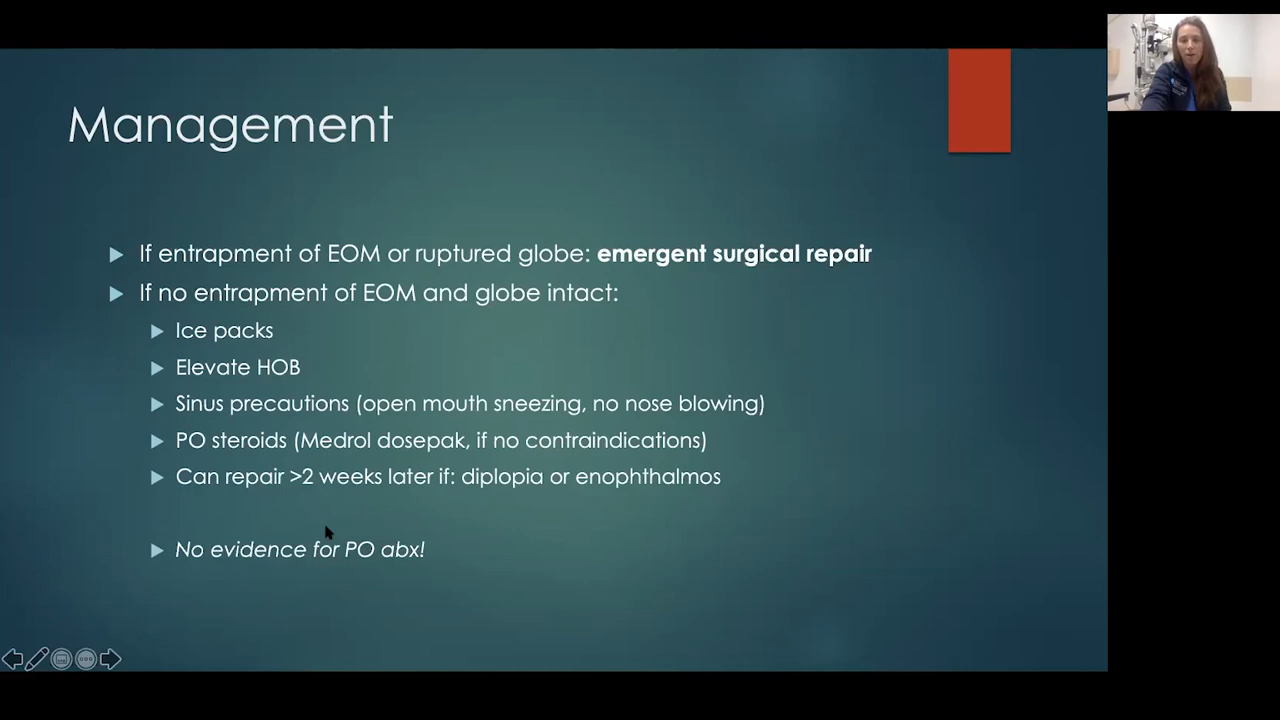 Management
If entrapment of EOM or ruptured globe: emergent surgical repair
If no entrapment of EOM and globe intact:
Ice packs
Elevate HOB
Sinus precautions (open mouth sneezing, no nose blowing)
PO steroids (Medrol dosepak, if no contraindications)
Can repair >2 weeks later if: diplopia or enophthalmos
No evidence for PO abx!